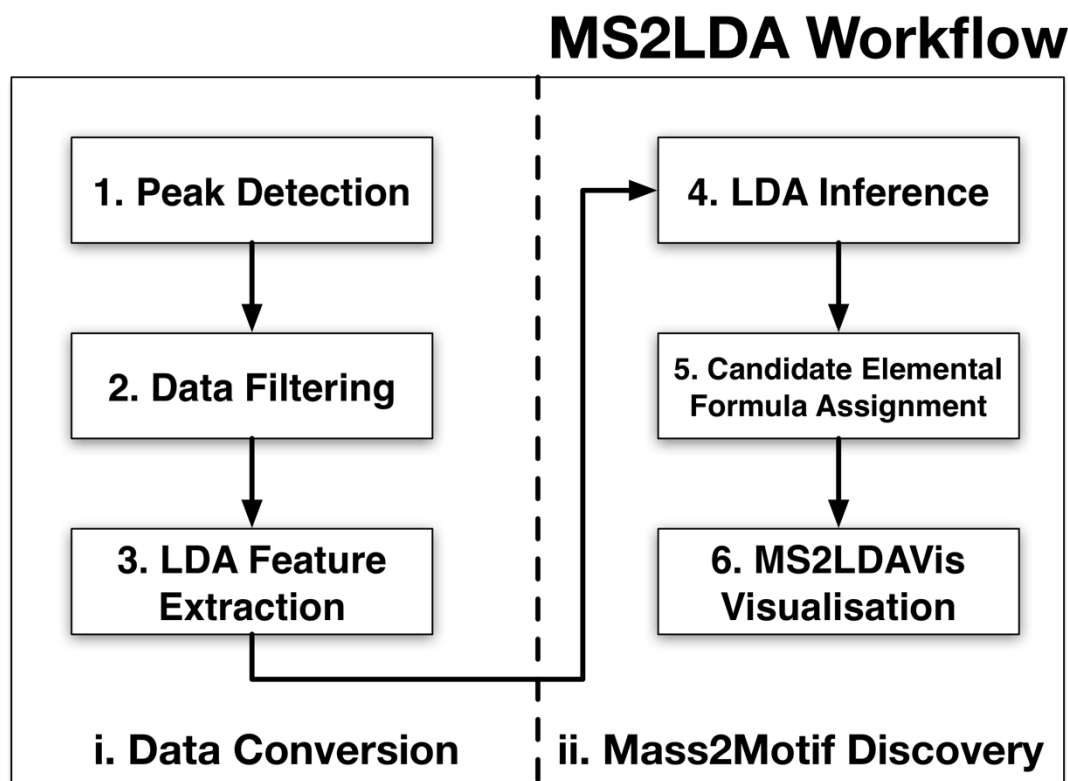 MS2LDA Workflow
1. Peak Detection
2. Data Filtering
3. LDA Feature
Extraction
i. Data Conversion
4. LDA Inference
5. Candidate Elemental
Formula Assignment
6. MS2LDAVis
Visualisation
ii. Mass2Motif Discovery